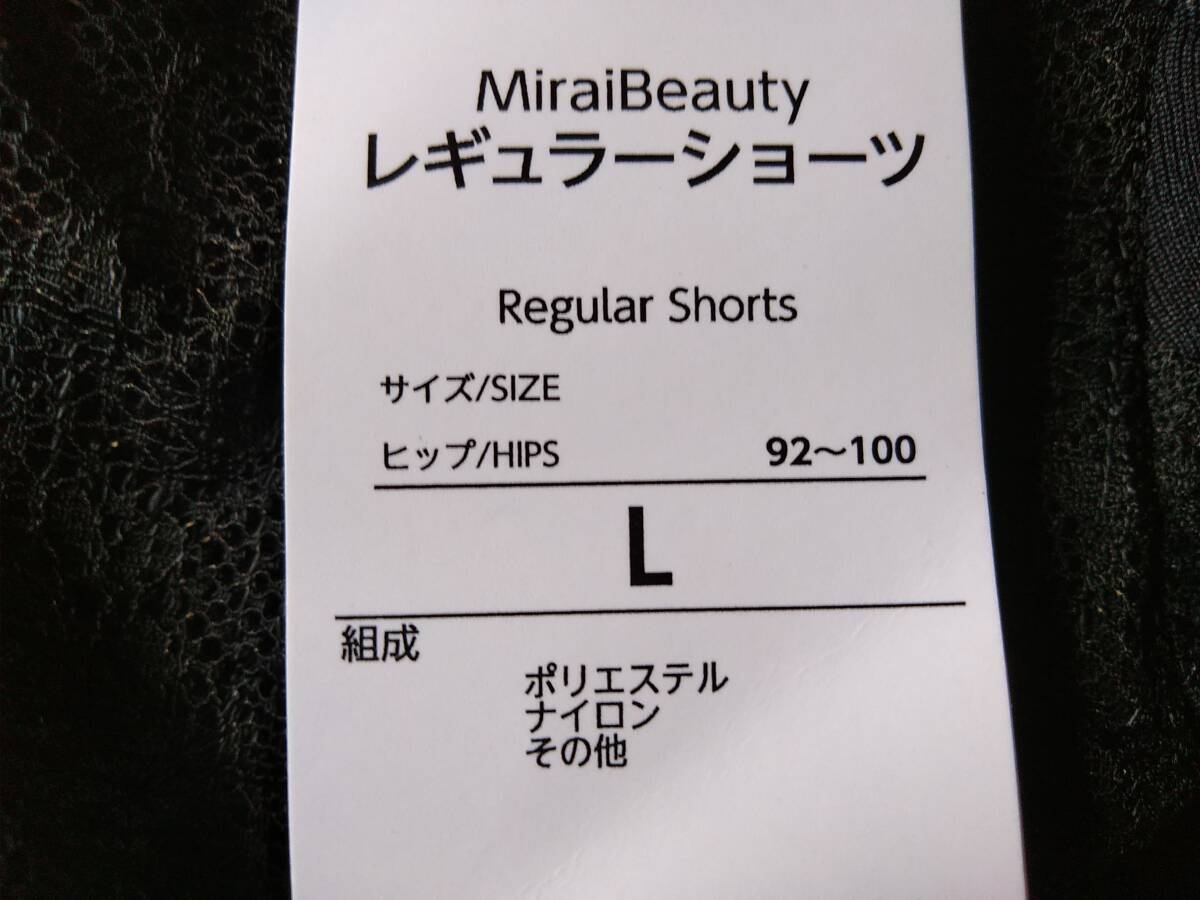 MiraiBeauty
レギュラーショーツ
Regular Shorts
サイズ/SIZE
ヒップ/HIPS 92〜100
L
組成
ポリエステル
ナイロン
その他